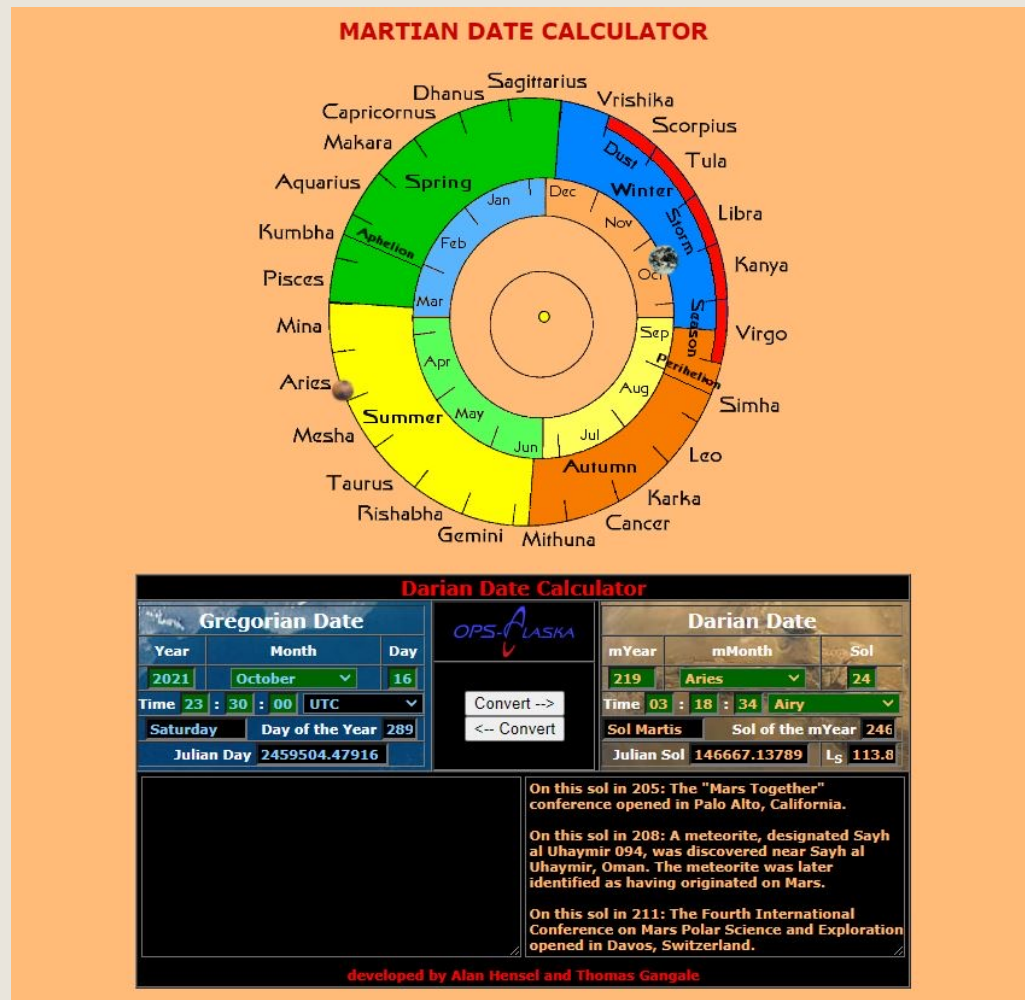 MARTIAN DATE CALCULATOR
Sagittarius
Dhanus
Vrishika
Capricornus
Scorpius
Makara
Tula
Dust
Aquarius
Spring
Winter
Jan
Dec
Libra
Nov
Storm
Kumbha
Aphelion
Feb
Kanya
Oct
Pisces
Mar
Season
Mina
Sep
Virgo
Apr
Perihelion
Aries
Aug
Simha
Summer
May
Mesha
Jul
Jun
Leo
Autumn
Taurus
Karka
Rishabha
Cancer
Gemini
Mithuna
Darian Date Calculator
Gregorian Date
Year Month Day
2021 October 16
Time 23 : 30 : 00 UTC
Saturday Day of the Year 289
Julian Day 2459504.47916
OPS-ALASKA
Convert -->
<-- Convert
Darian Date
mYear mMonth Sol
219 Aries 24
Time 03 : 18 : 34 Airy
Sol Martis Sol of the mYear 246
Julian Sol 146667.13789 Ls 113.8
On this sol in 205: The "Mars Together"
conference opened in Palo Alto, California.
On this sol in 208: A meteorite, designated Sayh
al Uhaymir 094, was discovered near Sayh al
Uhaymir, Oman. The meteorite was later
identified as having originated on Mars.
On this sol in 211: The Fourth International
Conference on Mars Polar Science and Exploration
opened in Davos, Switzerland.
developed by Alan Hensel and Thomas Gangale